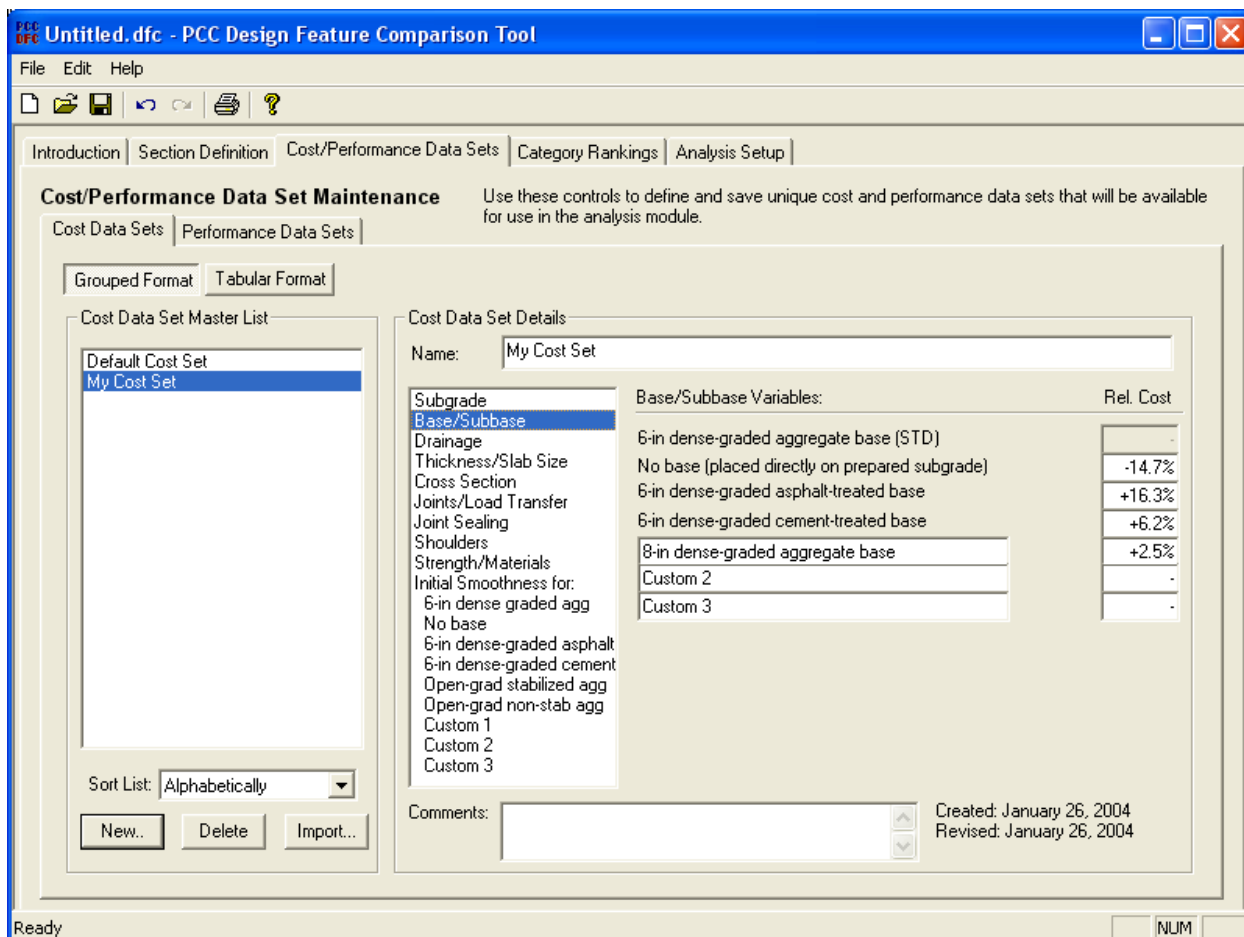 PCC DFC Untitled.dfc - PCC Design Feature Comparison Tool
File Edit Help
Introduction Section Definition Cost/Performance Data Sets Category Rankings Analysis Setup
Cost/Performance Data Set Maintenance
Use these controls to define and save unique cost and performance data sets that will be available
for use in the analysis module.
Cost Data Sets Performance Data Sets
Grouped Format Tabular Format
Cost Data Set Master List
Default Cost Set
My Cost Set
Sort List: Alphabetically
New.. Delete Import...
Cost Data Set Details
Name: My Cost Set
Subgrade
Base/Subbase
Drainage
Thickness/Slab Size
Cross Section
Joints/Load Transfer
Joint Sealing
Shoulders
Strength/Materials
Initial Smoothness for:
6-in dense graded agg
No base
6-in dense-graded asphalt
6-in dense-graded cement
Open-grad stabilized agg
Open-grad non-stab agg
Custom 1
Custom 2
Custom 3
Base/Subbase Variables: Rel. Cost
6-in dense-graded aggregate base (STD) -
No base (placed directly on prepared subgrade) -14.7%
6-in dense-graded asphalt-treated base +16.3%
6-in dense-graded cement-treated base +6.2%
8-in dense-graded aggregate base +2.5%
Custom 2 -
Custom 3 -
Comments:
Created: January 26, 2004
Revised: January 26, 2004
Ready NUM